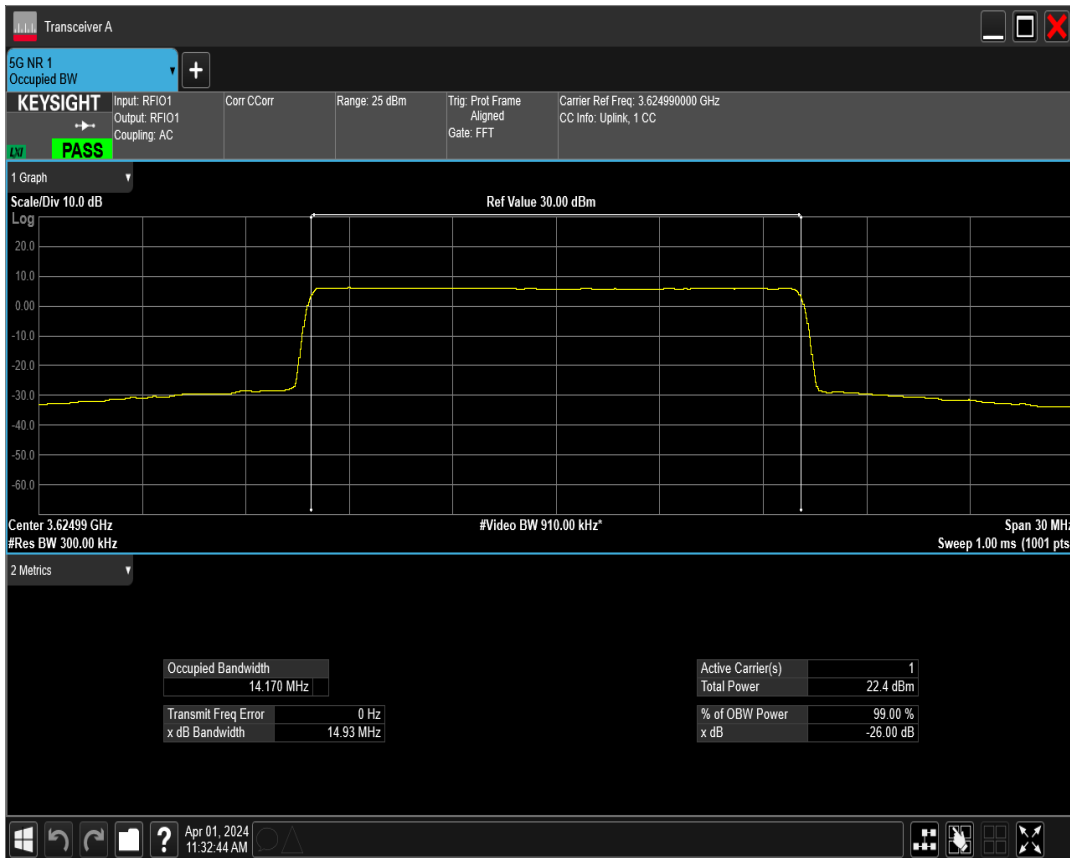 Transceiver A
5G NR 1
Occupied BW
KEYSIGHT
LXI
PASS
Input: RFIO1
Output: RFIO1
Coupling: AC
Corr CCorr
Range: 25 dBm
Trig: Prot Frame
Aligned
Gate: FFT
Carrier Ref Freq: 3.624990000 GHz
CC Info: Uplink, 1 CC
1 Graph
Scale/Div 10.0 dB
Ref Value 30.00 dBm
Log
20.0
10.0
0.00
-10.0
-20.0
-30.0
-40.0
-50.0
-60.0
Center 3.62499 GHz
#Video BW 910.00 kHz*
Span 30 MHz
#Res BW 300.00 kHz
Sweep 1.00 ms (1001 pts
2 Metrics
Occupied Bandwidth
14.170 MHz
Transmit Freq Error 0 Hz
x dB Bandwidth 14.93 MHz
Active Carrier(s) 1
Total Power 22.4 dBm
% of OBW Power 99.00 %
x dB -26.00 dB
?
Apr 01, 2024
11:32:44 AM